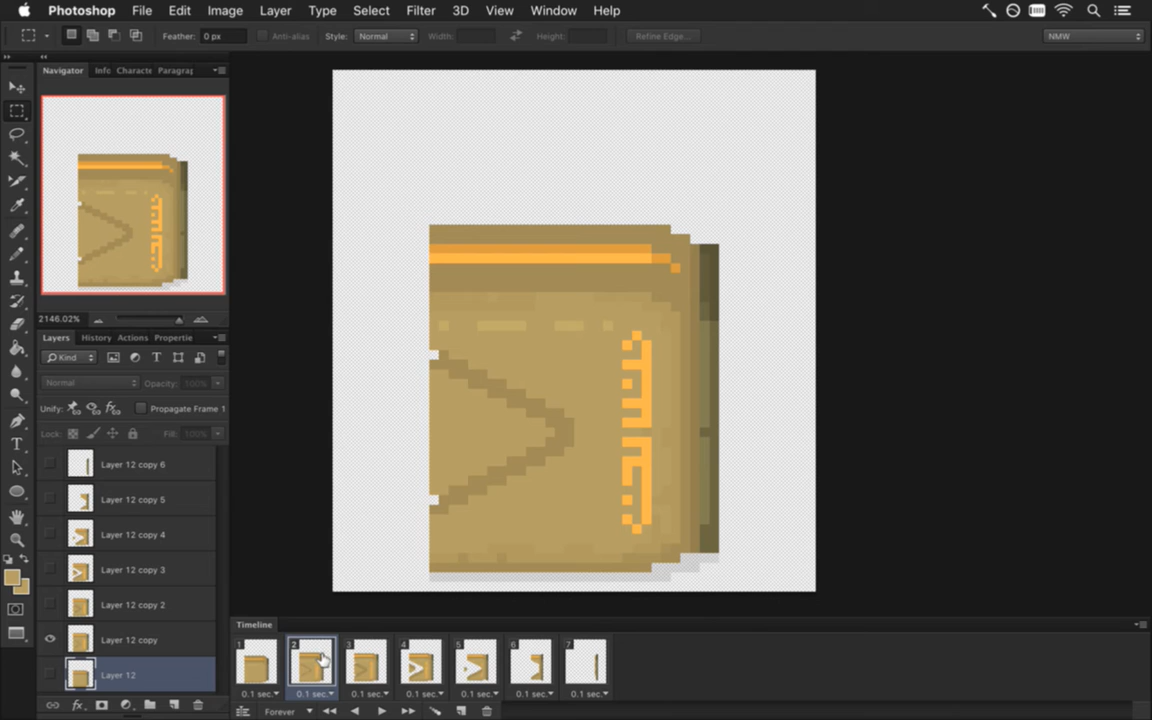 Photoshop File Edit Image Layer Type Select Filter 3D View Window Help
Feather: 0 px Anti-alias Style: Normal Width: Height: Refine Edge... NMW
Navigator Info Characte Paragrap
2146.02%
Layers History Actions Propertie
Kind
Normal Opacity: 100%
Unify: Propagate Frame 1
Lock: Fill: 100%
Layer 12 copy 6
Layer 12 copy 5
Layer 12 copy 4
Layer 12 copy 3
Layer 12 copy 2
Layer 12 copy
Layer 12
Timeline
1 2 3 4 5 6 7
0.1 sec. 0.1 sec. 0.1 sec. 0.1 sec. 0.1 sec. 0.1 sec. 0.1 sec.
Forever